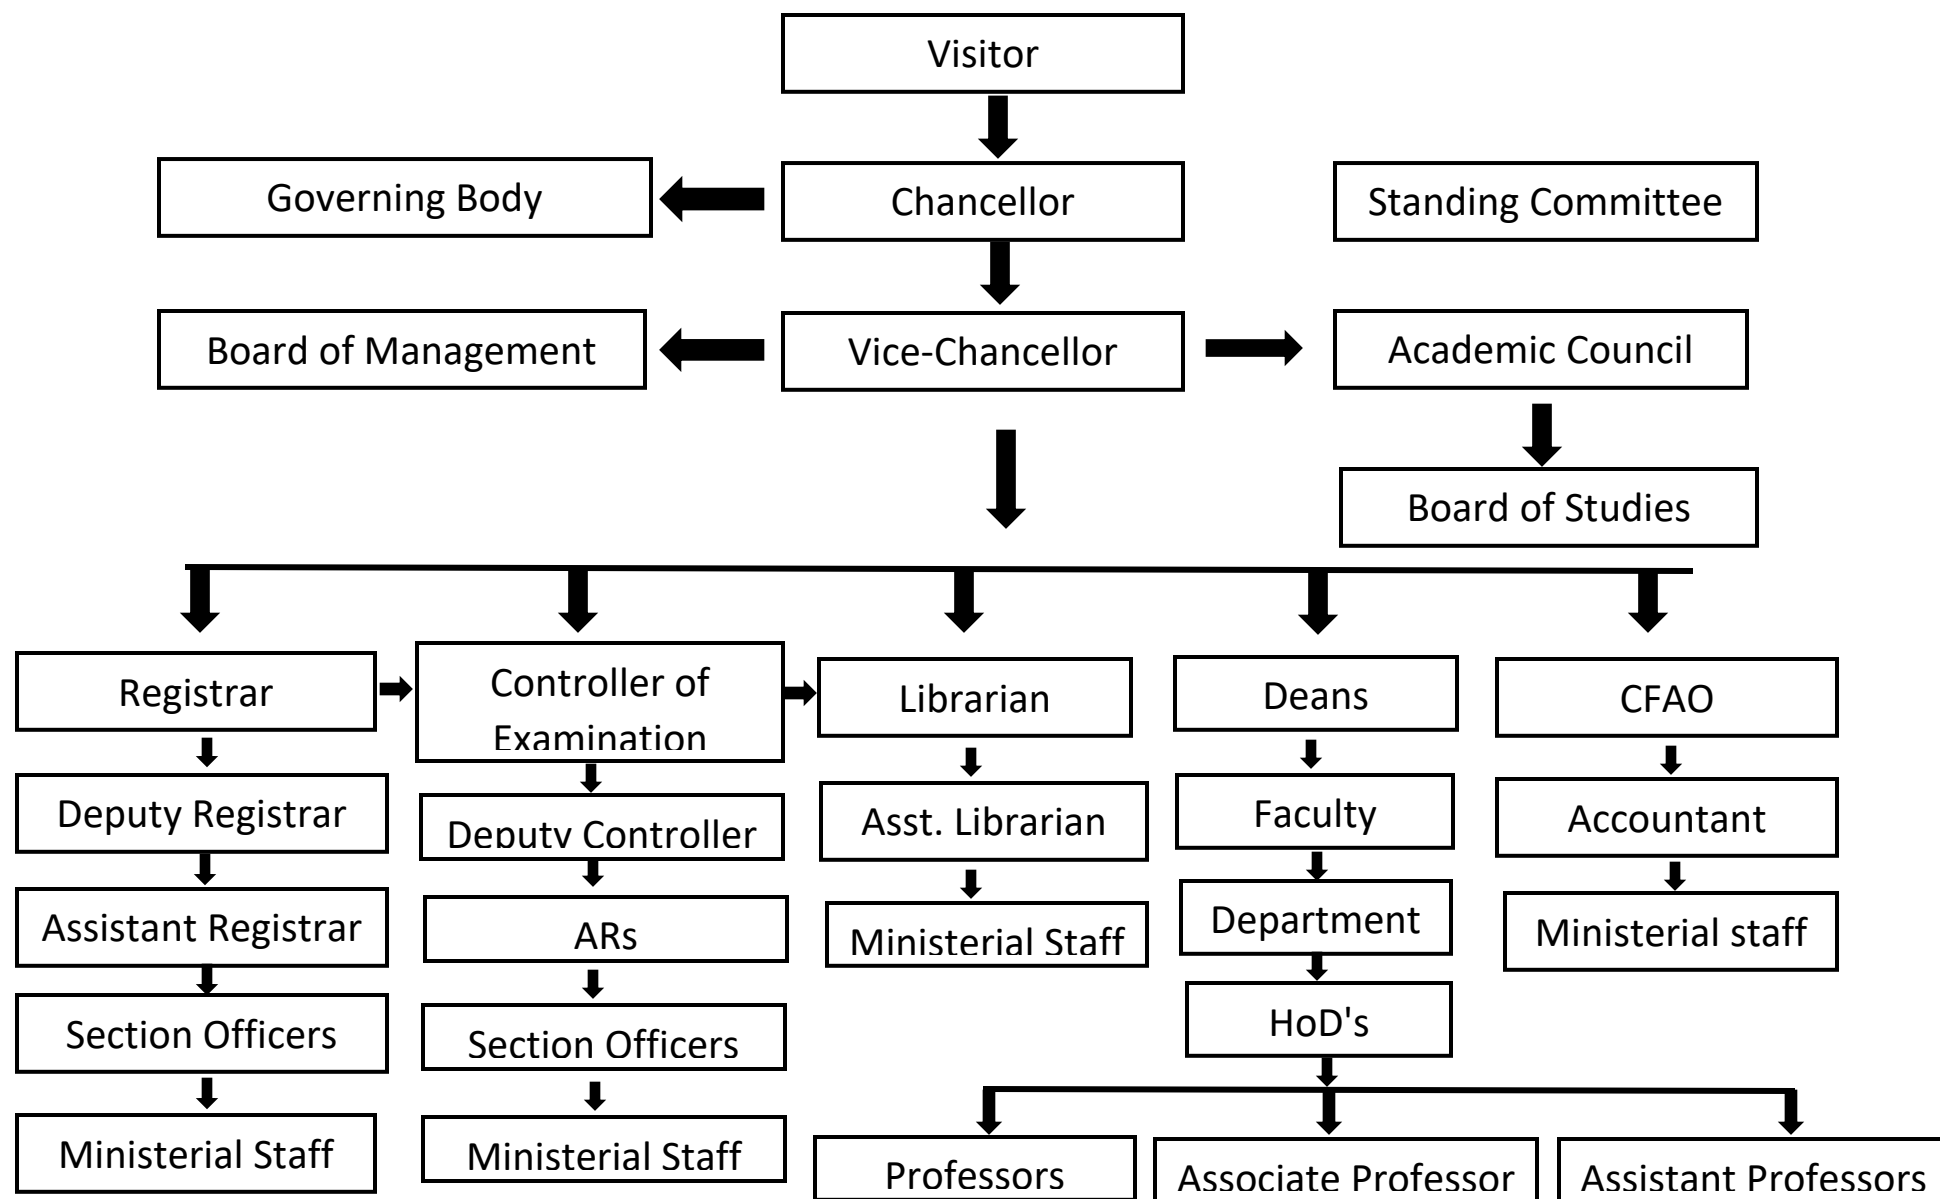 Visitor
Governing Body
Chancellor
Standing Committee
Board of Management
Vice-Chancellor
Academic Council
Board of Studies
Registrar
Controller of
Examination
Librarian
Deans
CFAO
Deputy Registrar
Deputy Controller
Asst. Librarian
Faculty
Accountant
Assistant Registrar
ARs
Ministerial Staff
Department
Ministerial staff
Section Officers
Section Officers
HoD's
Ministerial Staff
Ministerial Staff
Professors
Associate Professor
Assistant Professors